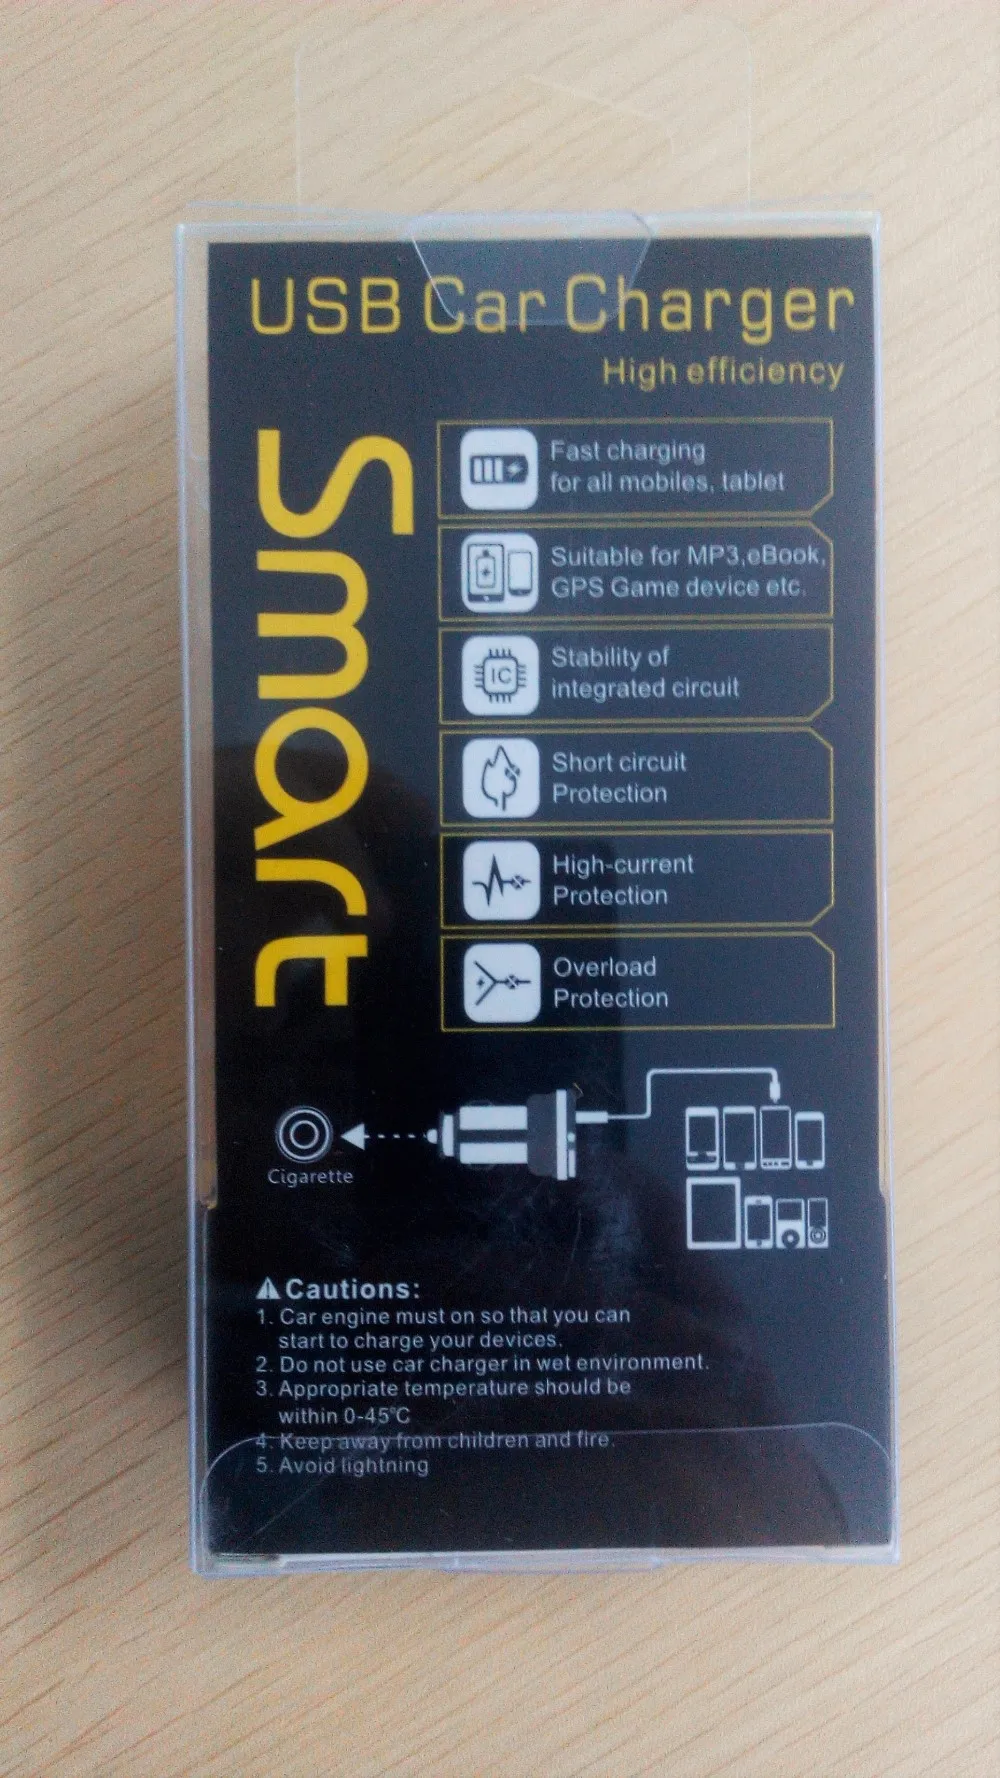 USB Car Charger
High efficiency
Smart
Fast charging
for all mobiles, tablet
Suitable for MP3,eBook,
GPS Game device etc.
IC
Stability of
integrated circuit
Short circuit
Protection
High-current
Protection
Overload
Protection
Cigarette
Cautions:
1. Car engine must on so that you can
start to charge your devices.
2. Do not use car charger in wet environment.
3. Appropriate temperature should be
within 0-45°C
4. Keep away from children and fire.
5. Avoid lightning